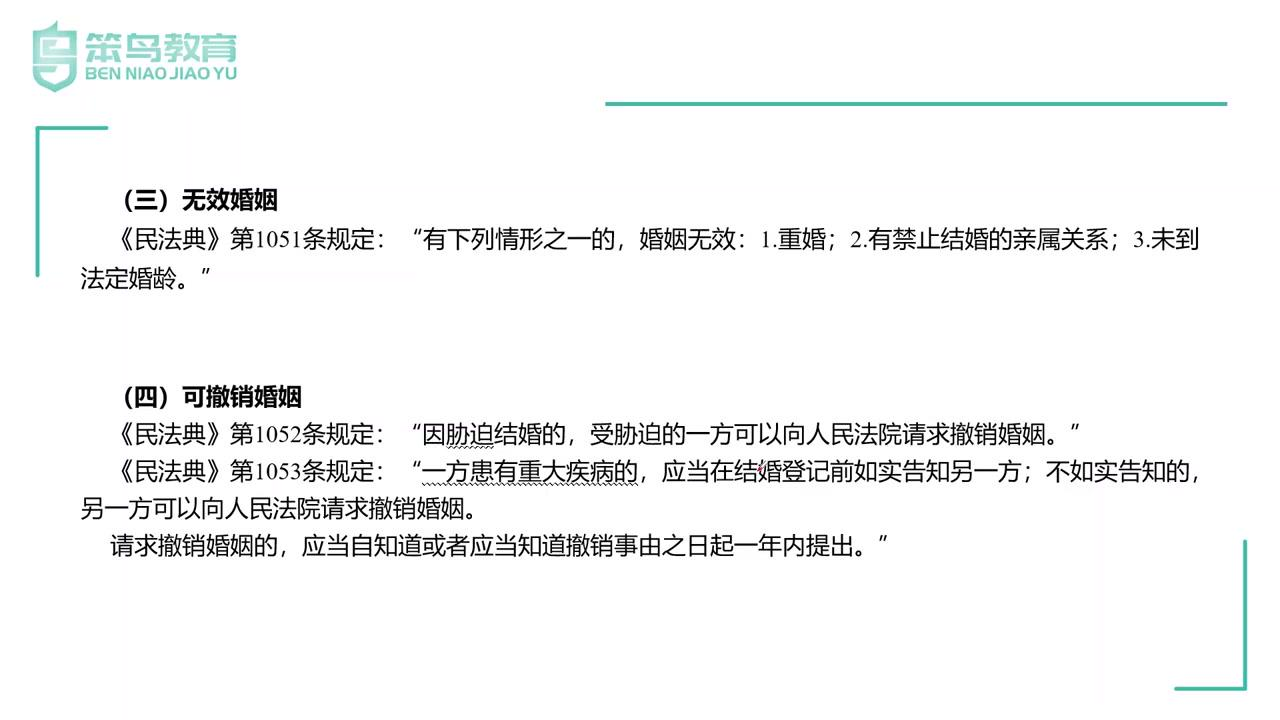 笨鸟教育
BEN NIAO JIAO YU
（三）无效婚姻
《民法典》第1051条规定：“有下列情形之一的，婚姻无效：1.重婚；2.有禁止结婚的亲属关系；3.未到
法定婚龄。”
（四）可撤销婚姻
《民法典》第1052条规定：“因胁迫结婚的，受胁迫的一方可以向人民法院请求撤销婚姻。”
《民法典》第1053条规定：“一方患有重大疾病的，应当在结婚登记前如实告知另一方；不如实告知的，
另一方可以向人民法院请求撤销婚姻。
请求撤销婚姻的，应当自知道或者应当知道撤销事由之日起一年内提出。”